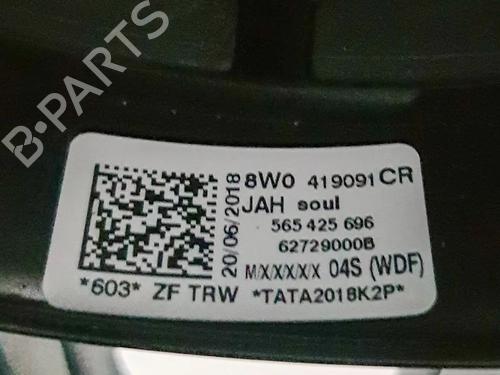 B-PARTS
20/06/2018
8W0 419091 CR
JAH soul
565 425 696
62729000B
M/X/X/X/X/X 04S (WDF)
*603* ZF TRW *TATA2018K2P*